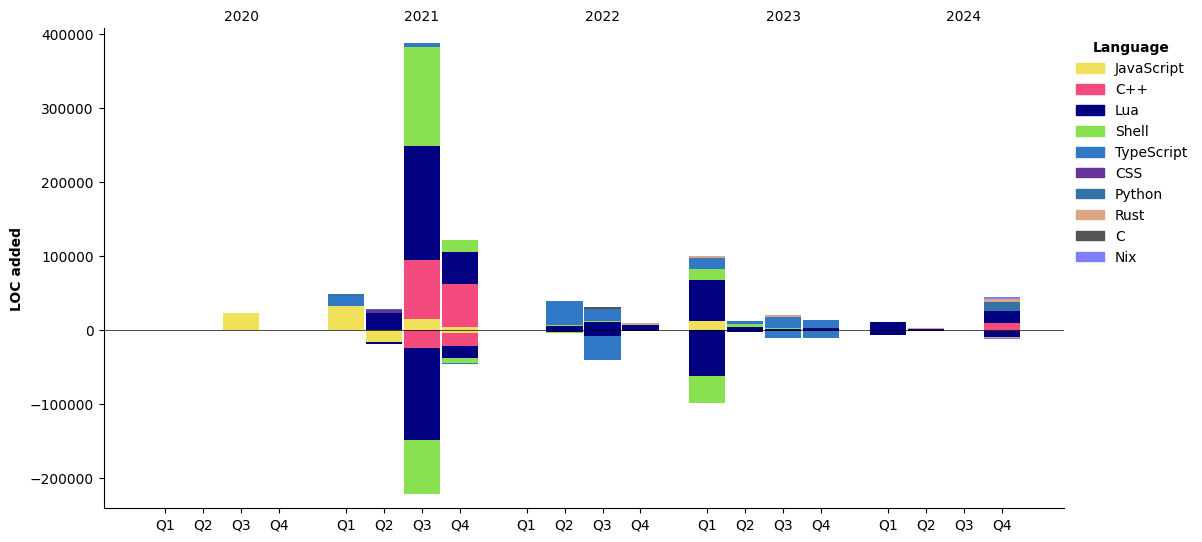 2020 2021 2022 2023 2024
400000
300000
200000
100000
0
−100000
−200000
LOC added
Q1 Q2 Q3 Q4 Q1 Q2 Q3 Q4 Q1 Q2 Q3 Q4 Q1 Q2 Q3 Q4 Q1 Q2 Q3 Q4
Language
JavaScript
C++
Lua
Shell
TypeScript
CSS
Python
Rust
C
Nix